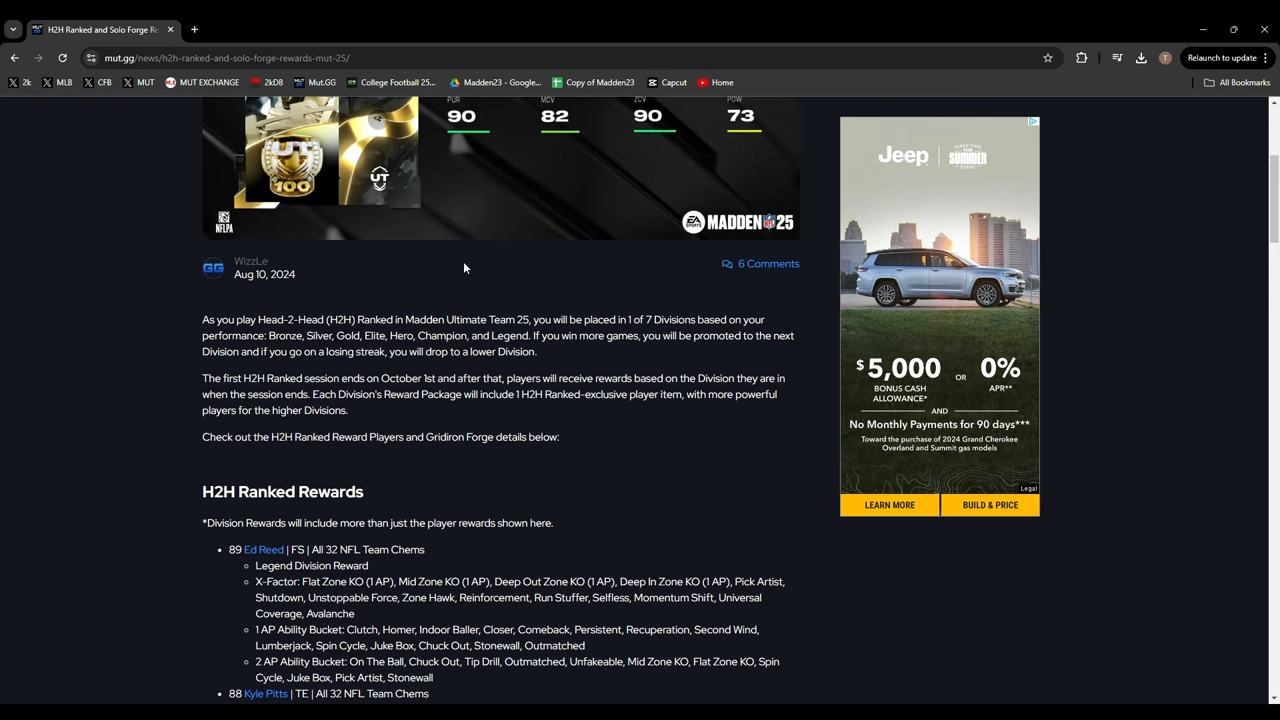 H2H Ranked and Solo Forge Re
mut.gg/news/h2h-ranked-and-solo-forge-rewards-mut-25/
T
Relaunch to update
2k
MLB
CFB
MUT
MUT EXCHANGE
2kDB
Mut.GG
College Football 25...
Madden23 - Google...
Copy of Madden23
Capcut
Home
All Bookmarks
PUR
MCV
ZCV
POW
90
82
90
73
UT
100
UT
NFLPA
EA SPORTS
MADDEN NFL 25
GG
WizzLe
Aug 10, 2024
6 Comments
As you play Head-2-Head (H2H) Ranked in Madden Ultimate Team 25, you will be placed in 1 of 7 Divisions based on your
performance: Bronze, Silver, Gold, Elite, Hero, Champion, and Legend. If you win more games, you will be promoted to the next
Division and if you go on a losing streak, you will drop to a lower Division.
The first H2H Ranked session ends on October 1st and after that, players will receive rewards based on the Division they are in
when the session ends. Each Division's Reward Package will include 1 H2H Ranked-exclusive player item, with more powerful
players for the higher Divisions.
Check out the H2H Ranked Reward Players and Gridiron Forge details below:
H2H Ranked Rewards
*Division Rewards will include more than just the player rewards shown here.
89 Ed Reed | FS | All 32 NFL Team Chems
Legend Division Reward
X-Factor: Flat Zone KO (1 AP), Mid Zone KO (1 AP), Deep Out Zone KO (1 AP), Deep In Zone KO (1 AP), Pick Artist,
Shutdown, Unstoppable Force, Zone Hawk, Reinforcement, Run Stuffer, Selfless, Momentum Shift, Universal
Coverage, Avalanche
1 AP Ability Bucket: Clutch, Homer, Indoor Baller, Closer, Comeback, Persistent, Recuperation, Second Wind,
Lumberjack, Spin Cycle, Juke Box, Chuck Out, Stonewall, Outmatched
2 AP Ability Bucket: On The Ball, Chuck Out, Tip Drill, Outmatched, Unfakeable, Mid Zone KO, Flat Zone KO, Spin
Cycle, Juke Box, Pick Artist, Stonewall
88 Kyle Pitts | TE | All 32 NFL Team Chems
Jeep
MAKE THIS
THE
SUMMER
EVENT
$5,000
BONUS CASH
ALLOWANCE*
OR
0%
APR**
AND
No Monthly Payments for 90 days***
Toward the purchase of 2024 Grand Cherokee
Overland and Summit gas models
Legal
LEARN MORE
BUILD & PRICE